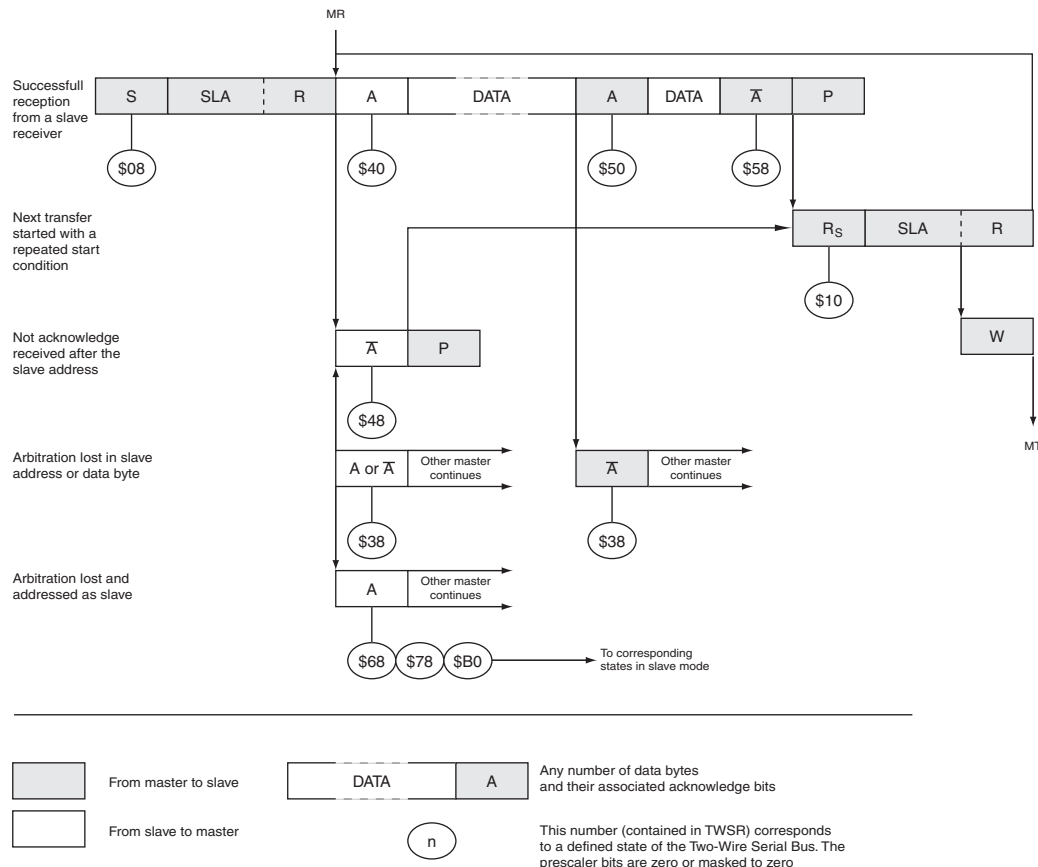 MR
Successfull
reception
from a slave
receiver
S SLA R A DATA A DATA A̅ P
$08 $40 $50 $58
Next transfer
started with a
repeated start
condition
RS SLA R
$10
Not acknowledge
received after the
slave address
A̅ P
W
$48
MT
Arbitration lost in slave
address or data byte
A or A̅
Other master
continues
A̅
Other master
continues
$38 $38
Arbitration lost and
addressed as slave
A
Other master
continues
$68 $78 $B0
To corresponding
states in slave mode
From master to slave
DATA A
Any number of data bytes
and their associated acknowledge bits
From slave to master
n
This number (contained in TWSR) corresponds
to a defined state of the Two-Wire Serial Bus. The
prescaler bits are zero or masked to zero